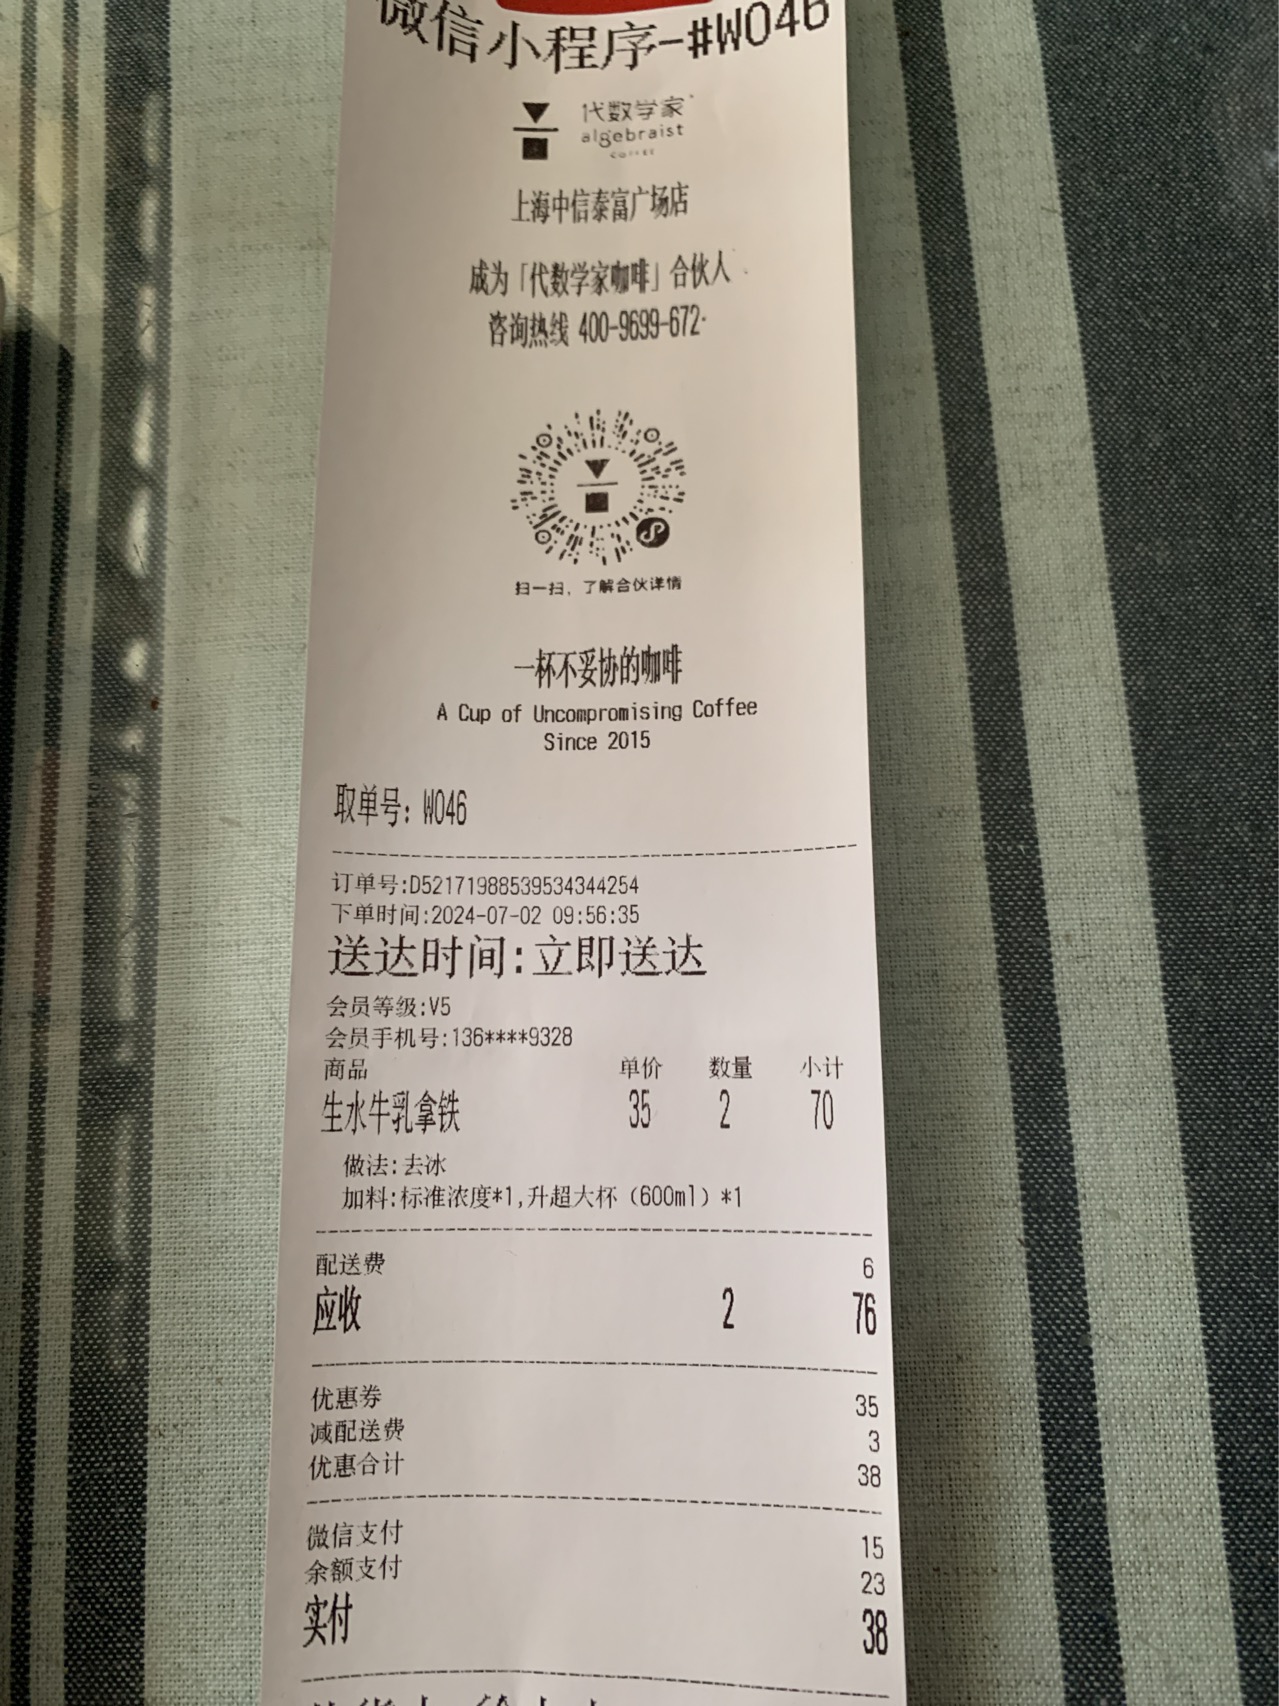 微信小程序-#W046
代数学家
algebraist
COFFEE
上海中信泰富广场店
成为「代数学家咖啡」合伙人
咨询热线 400-9699-672
扫一扫，了解合伙详情
一杯不妥协的咖啡
A Cup of Uncompromising Coffee
Since 2015
取单号：W046
订单号:D52171988539534344254
下单时间:2024-07-02 09:56:35
送达时间:立即送达
会员等级:V5
会员手机号:136****9328
商品 单价 数量 小计
生水牛乳拿铁 35 2 70
做法:去冰
加料:标准浓度*1,升超大杯（600ml）*1
配送费 6
应收 2 76
优惠券 35
减配送费 3
优惠合计 38
微信支付 15
余额支付 23
实付 38